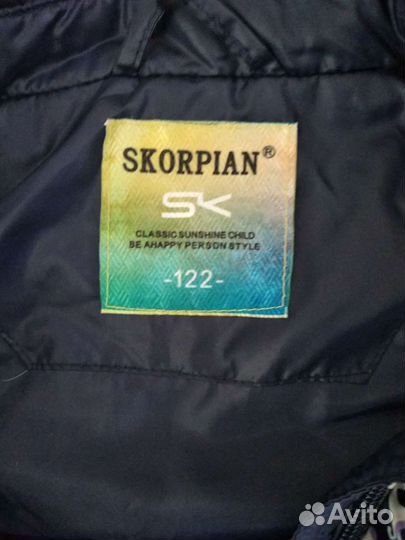 SKORPIAN®
SK
CLASSIC SUNSHINE CHILD
BE AHAPPY PERSON STYLE
-122-
Avito